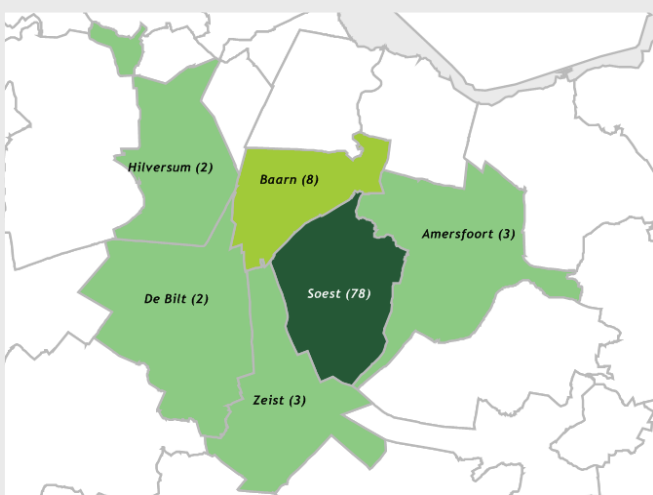 Hilversum (2)
Baarn (8)
Amersfoort (3)
De Bilt (2)
Soest (78)
Zeist (3)